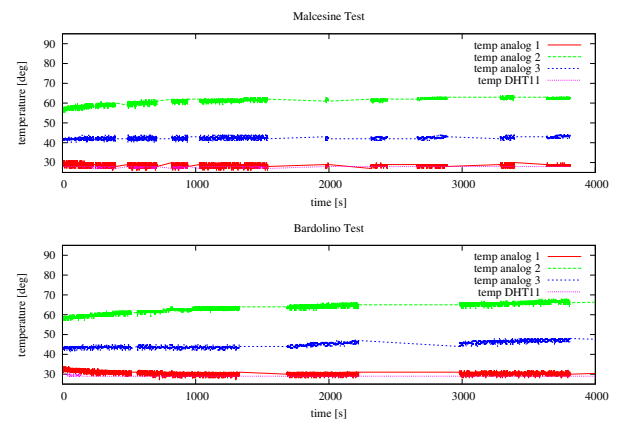 Malcesine Test
temperature [deg]
90
80
70
60
50
40
30
temp analog 1
temp analog 2
temp analog 3
temp DHT11
0
1000
2000
3000
4000
time [s]
Bardolino Test
temperature [deg]
90
80
70
60
50
40
30
temp analog 1
temp analog 2
temp analog 3
temp DHT11
0
1000
2000
3000
4000
time [s]